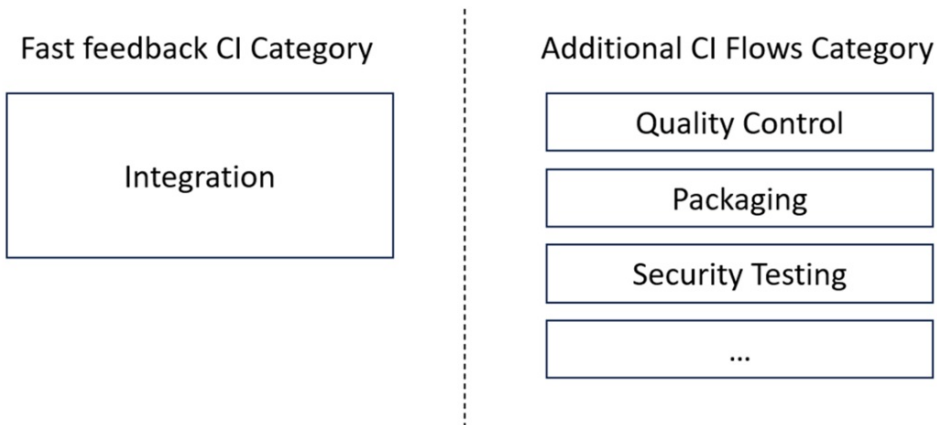 Fast feedback CI Category
Integration
Additional CI Flows Category
Quality Control
Packaging
Security Testing
...